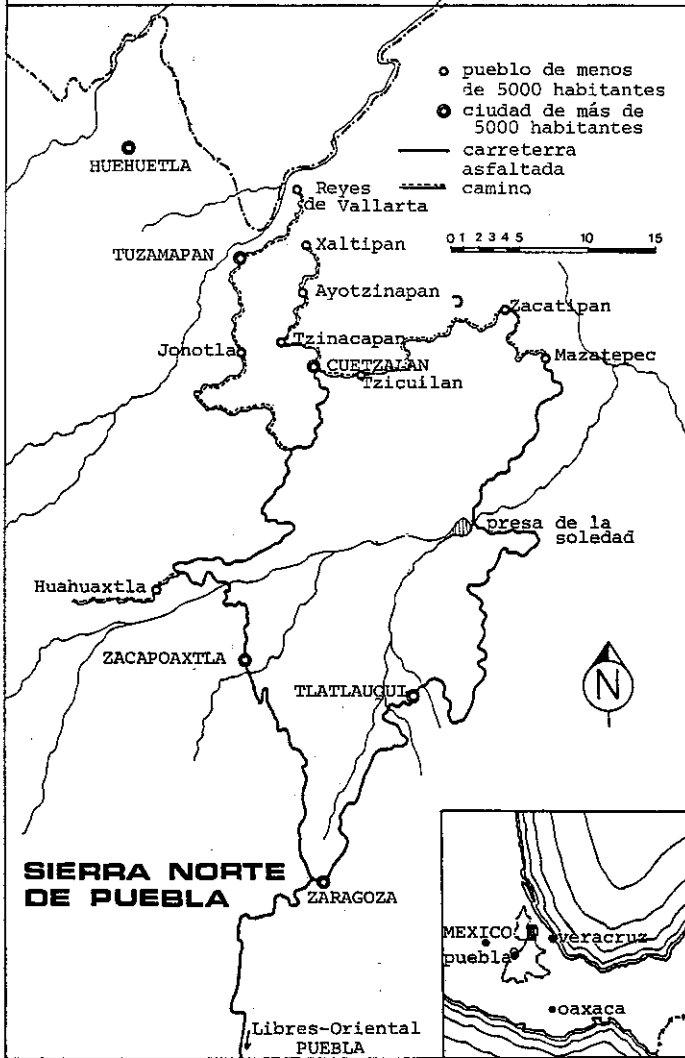 pueblo de menos
de 5000 habitantes
ciudad de más de
5000 habitantes
carreterra
asfaltada
camino
HUEHUETLA
Reyes
de Vallarta
TUZAMAPAN
Xaltipan
0 1 2 3 4 5 10 15
Ayotzinapan
Zacatipan
Jonotla
Tzinacapan
CUETZALAN
Tzicuilan
Mazatepec
presa de la
soledad
Huahuaxtla
ZACAPOAXTLA
TLATLAUQUI
N
SIERRA NORTE
DE PUEBLA
ZARAGOZA
MEXICO
veracruz
puebla
oaxaca
Libres-Oriental
PUEBLA